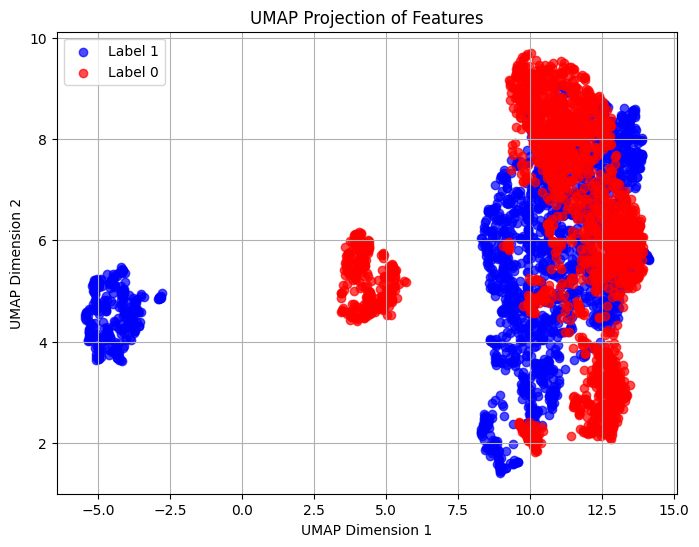 UMAP Projection of Features
Label 1
Label 0
UMAP Dimension 2
10
8
6
4
2
−5.0 −2.5 0.0 2.5 5.0 7.5 10.0 12.5 15.0
UMAP Dimension 1